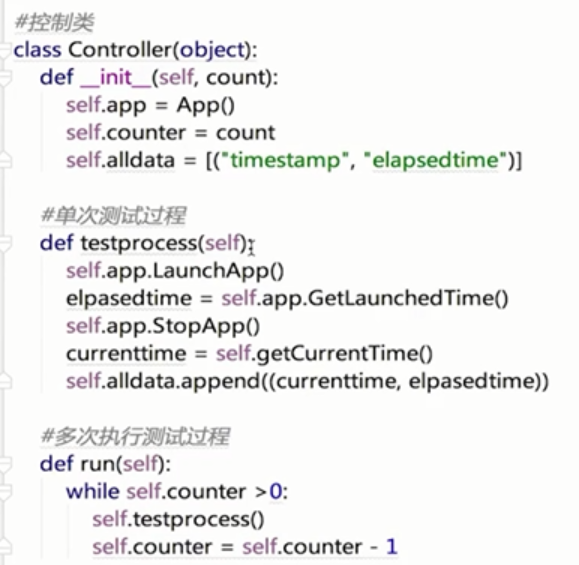 #控制类
class Controller(object):
    def __init__(self, count):
        self.app = App()
        self.counter = count
        self.alldata = [("timestamp", "elapsedtime")]

    #单次测试过程
    def testprocess(self):
        self.app.LaunchApp()
        elpasedtime = self.app.GetLaunchedTime()
        self.app.StopApp()
        currenttime = self.getCurrentTime()
        self.alldata.append((currenttime, elpasedtime))

    #多次执行测试过程
    def run(self):
        while self.counter >0:
            self.testprocess()
            self.counter = self.counter - 1